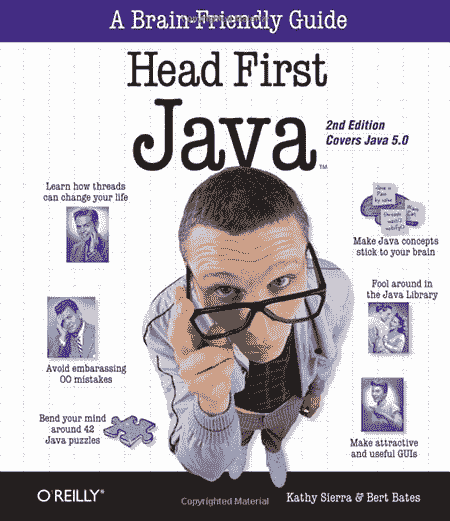 A Brain-Friendly Guide
Head First
Java
™
2nd Edition
Covers Java 5.0
Learn how threads
can change your life
Make Java concepts
stick to your brain
Fool around in
the Java Library
Avoid embarassing
OO mistakes
Bend your mind
around 42
Java puzzles
Make attractive
and useful GUIs
O'REILLY®
Copyrighted Material
Kathy Sierra & Bert Bates